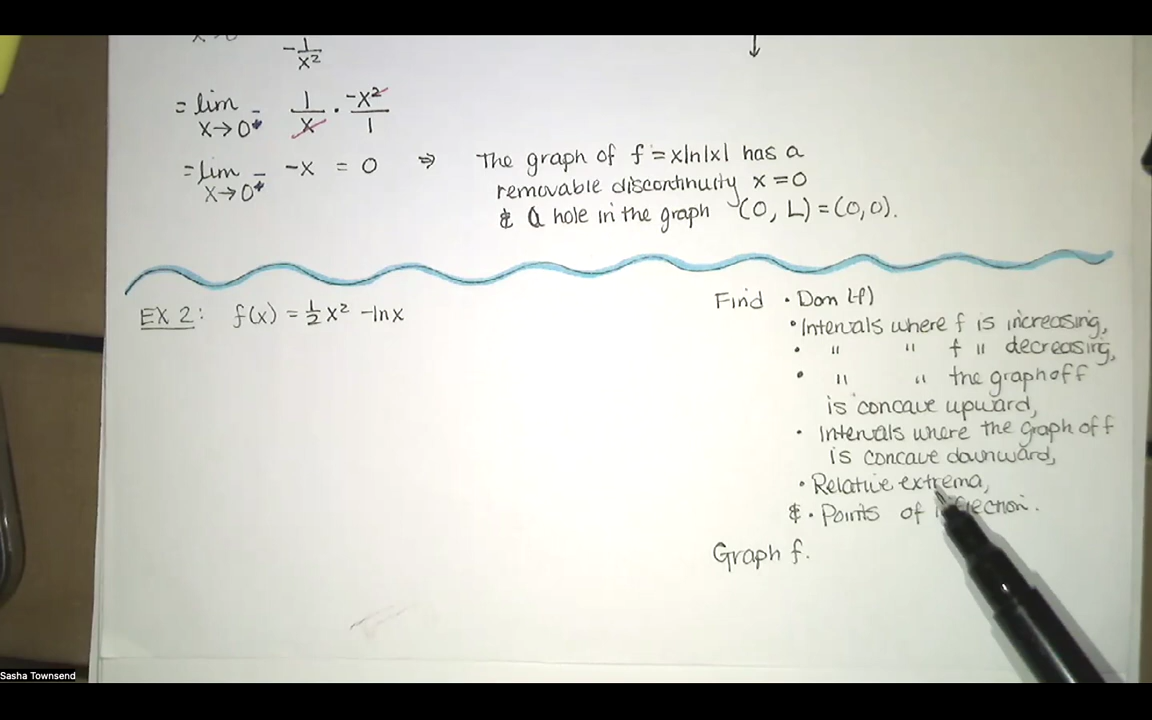 - 1/x²
= lim x→0⁻ 1/x · -x²/1
= lim x→0⁻ -x = 0 ⇒ The graph of f = x ln|x| has a
removable discontinuity x = 0
& a hole in the graph (0, L) = (0,0).
EX 2: f(x) = ½x² - ln x
Find • Dom (f)
• Intervals where f is increasing,
• " " f " decreasing,
• " " the graph of f
is concave upward,
• Intervals where the graph of f
is concave downward,
• Relative extrema,
& • Points of
Graph f.
Sasha Townsend